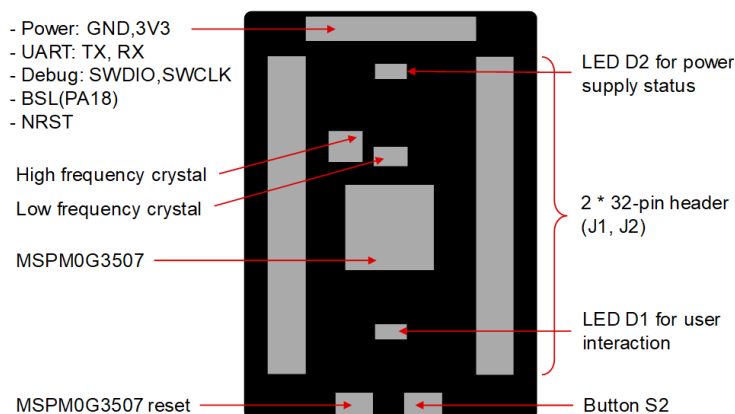 - Power: GND,3V3
- UART: TX, RX
- Debug: SWDIO,SWCLK
- BSL(PA18)
- NRST
High frequency crystal
Low frequency crystal
MSPM0G3507
MSPM0G3507 reset
LED D2 for power
supply status
2 * 32-pin header
(J1, J2)
LED D1 for user
interaction
Button S2